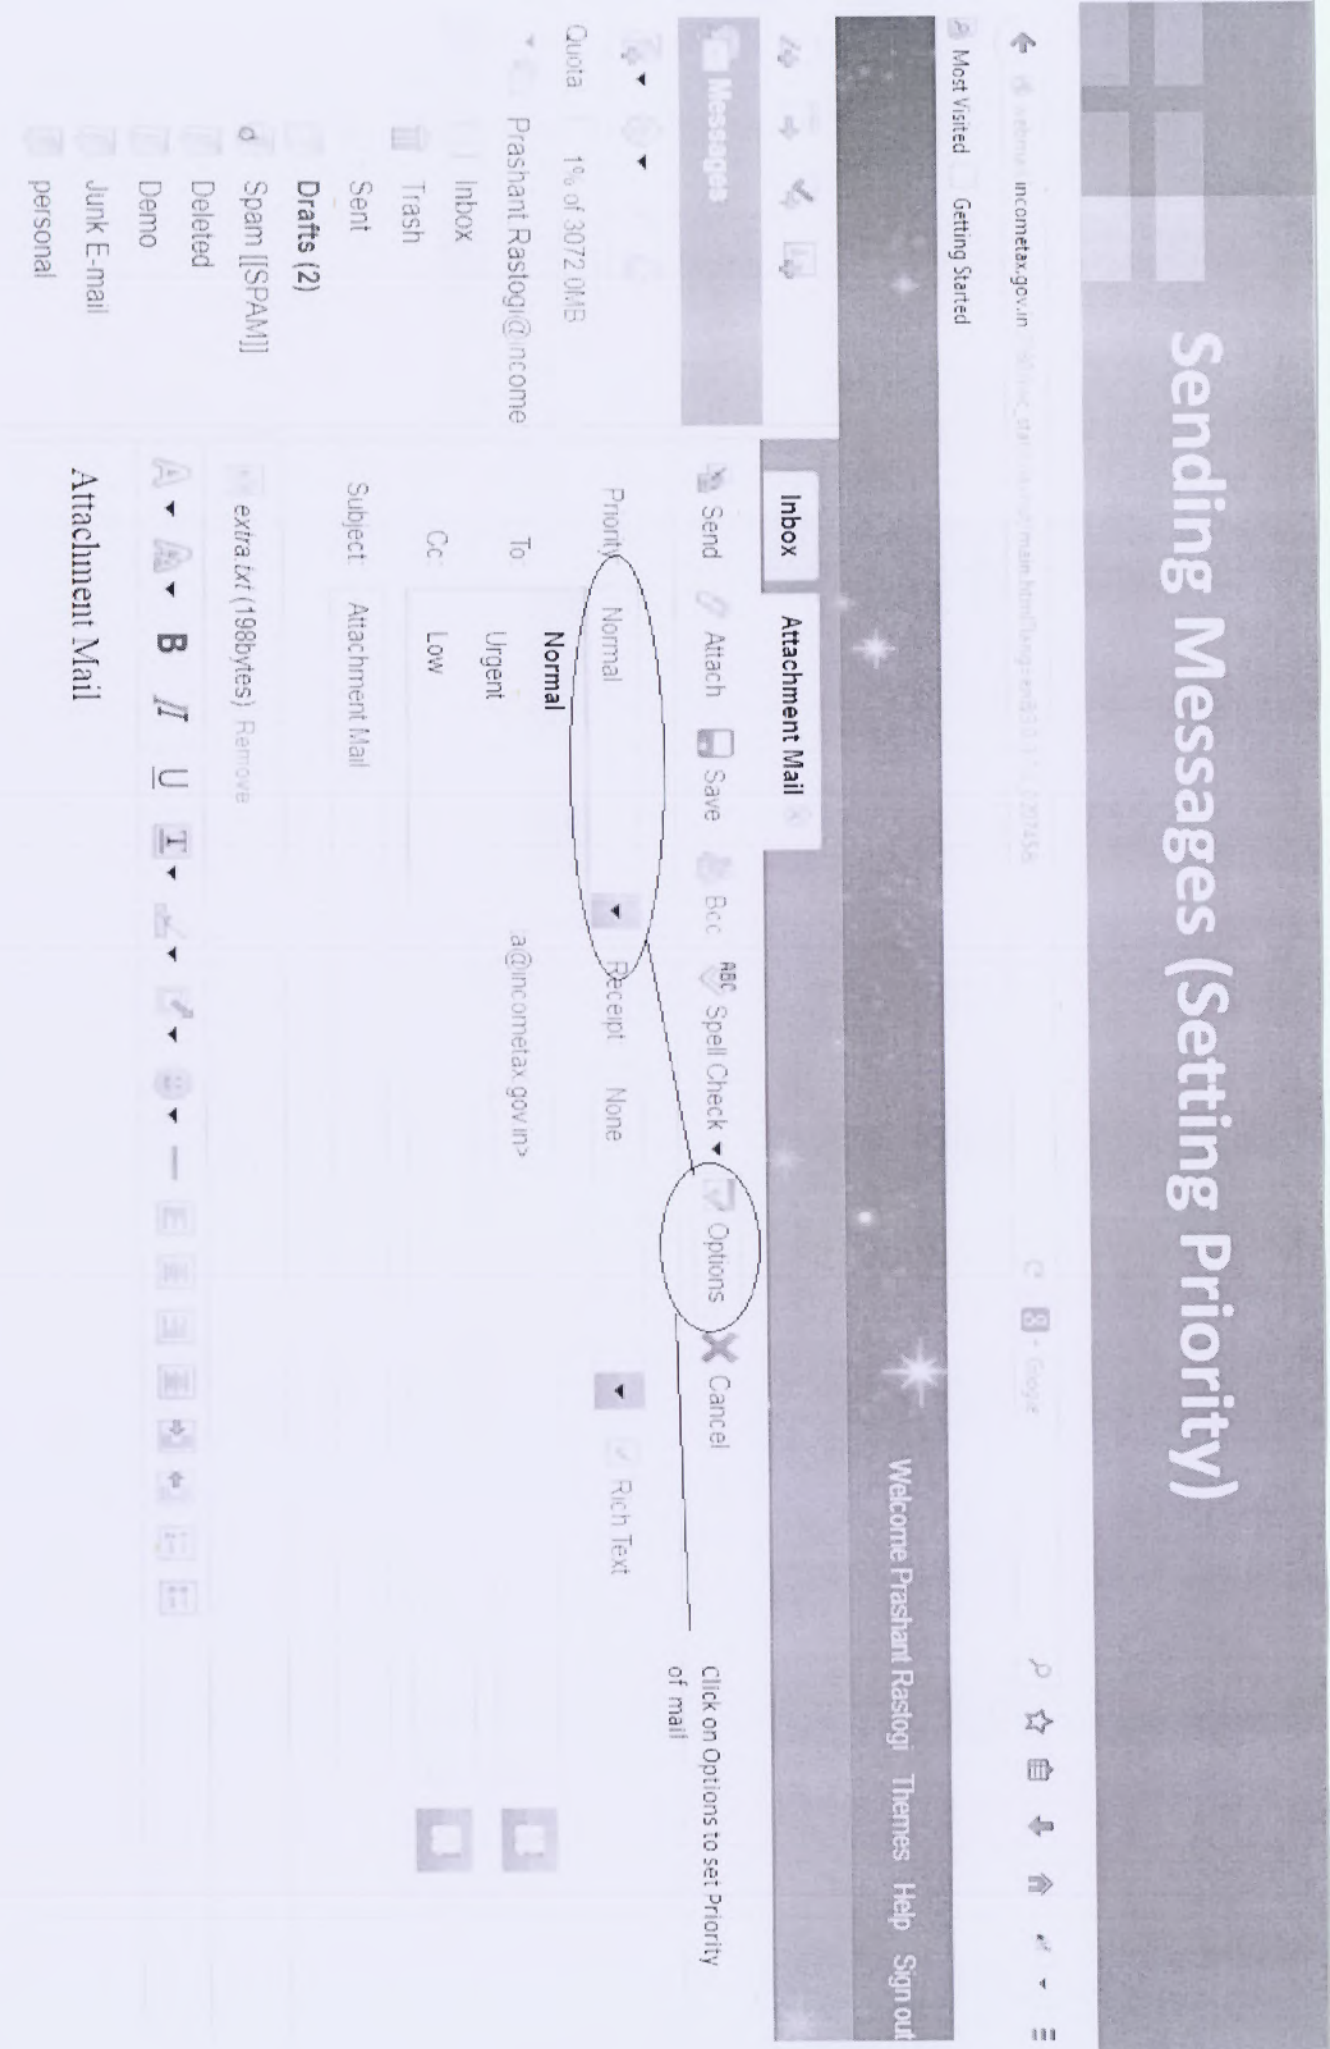 Sending Messages (Setting Priority)
incometax.gov.in
Google
Most Visited Getting Started
Welcome Prashant Rastogi Themes Help Sign out
Inbox Attachment Mail
Messages
Send Attach Save Bcc ABC Spell Check Options Cancel
Click on Options to set Priority
of mail
Priority: Normal Receipt None Rich Text
Quota 1% of 3072.0MB
Normal
Prashant Rastogi@income
To: a@incometax.gov.in>
Urgent
Inbox
Cc: Low
Trash
Sent
Subject: Attachment Mail
Drafts (2)
Spam [[SPAM]]
extra.txt (198bytes) Remove
Deleted
Demo
B I U T
Junk E-mail
personal
Attachment Mail